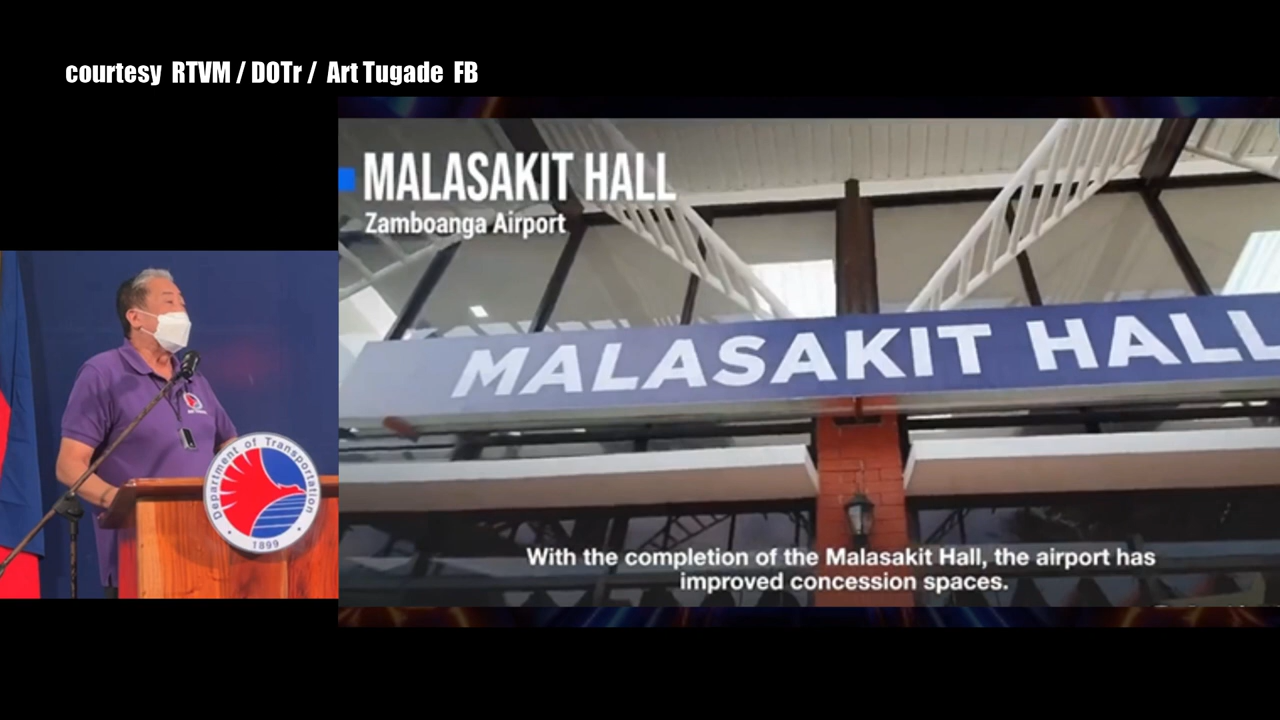 courtesy RTVM / DOTr / Art Tugade FB
MALASAKIT HALL
Zamboanga Airport
MALASAKIT HALL
Department of Transportation
1899
With the completion of the Malasakit Hall, the airport has
improved concession spaces.